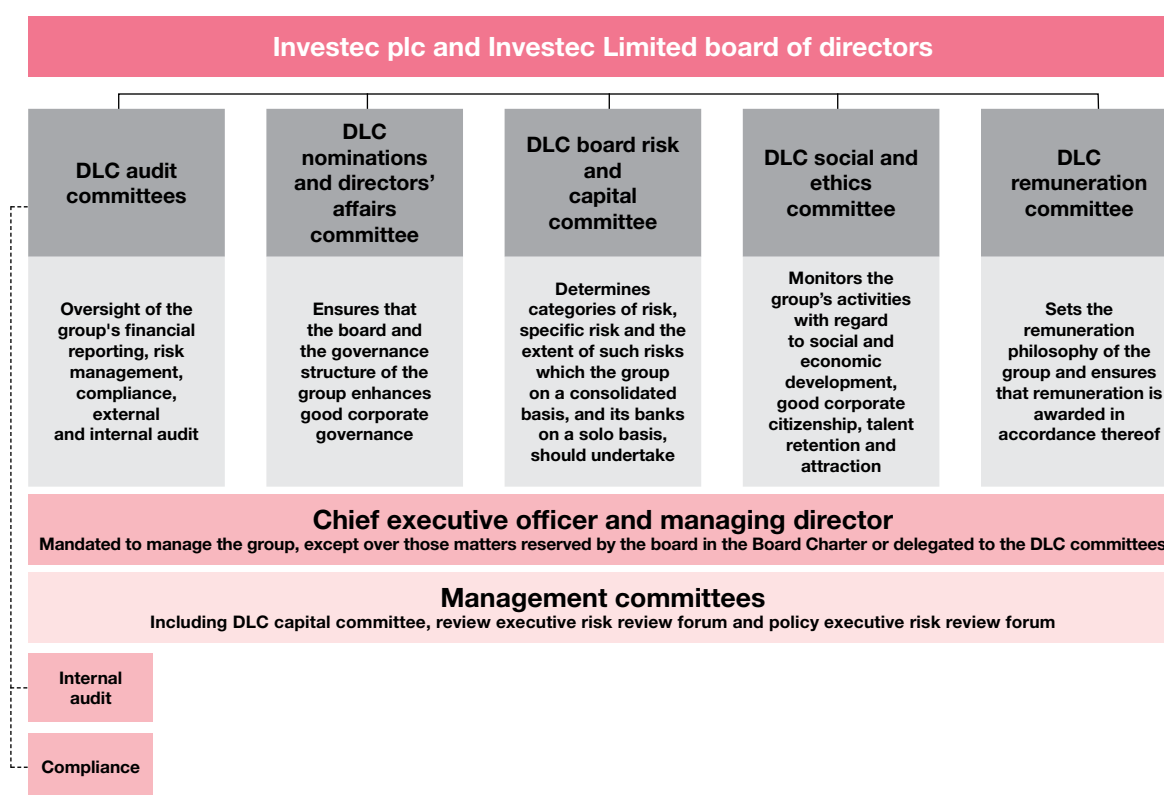 Investec plc and Investec Limited board of directors
DLC audit
committees
DLC
nominations
and directors’
affairs
committee
DLC board risk
and
capital
committee
DLC social and
ethics
committee
DLC
remuneration
committee
Oversight of the
group's financial
reporting, risk
management,
compliance,
external
and internal audit
Ensures that
the board and
the governance
structure of the
group enhances
good corporate
governance
Determines
categories of risk,
specific risk and the
extent of such risks
which the group
on a consolidated
basis, and its banks
on a solo basis,
should undertake
Monitors the
group’s activities
with regard
to social and
economic
development,
good corporate
citizenship, talent
retention and
attraction
Sets the
remuneration
philosophy of the
group and ensures
that remuneration is
awarded in
accordance thereof
Chief executive officer and managing director
Mandated to manage the group, except over those matters reserved by the board in the Board Charter or delegated to the DLC committees
Management committees
Including DLC capital committee, review executive risk review forum and policy executive risk review forum
Internal
audit
Compliance